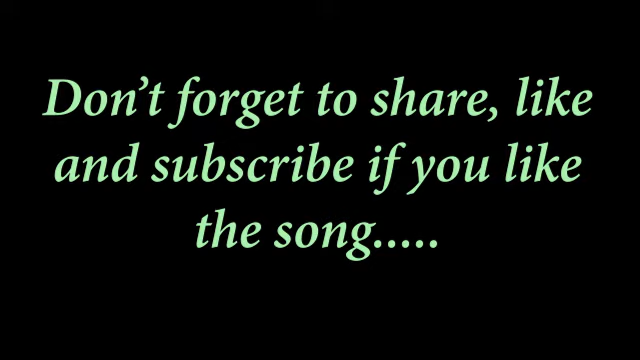 Don’t forget to share, like
and subscribe if you like
the song.....